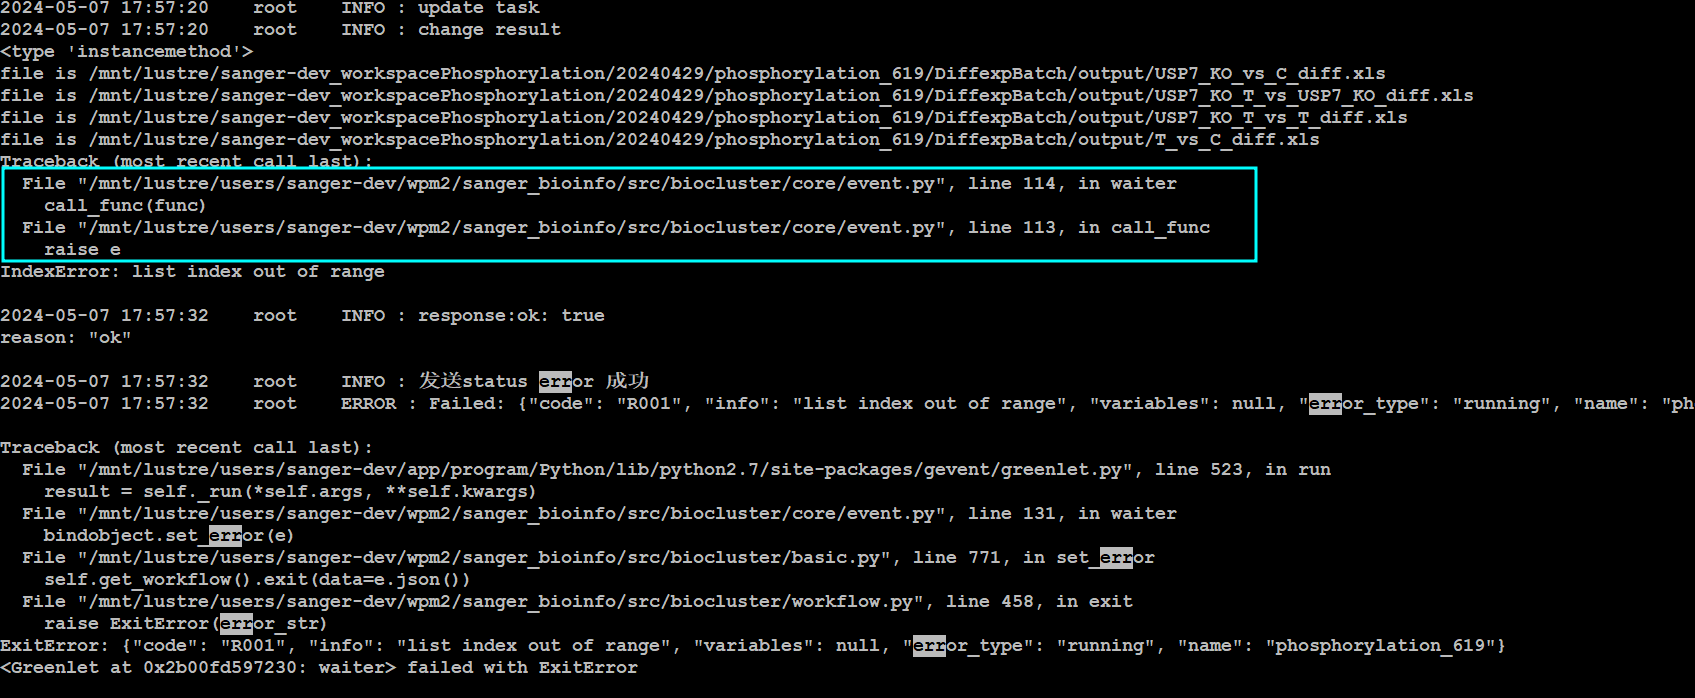 2024-05-07 17:57:20    root    INFO : update task
2024-05-07 17:57:20    root    INFO : change result
<type 'instancemethod'>
file is /mnt/lustre/sanger-dev_workspacePhosphorylation/20240429/phosphorylation_619/DiffexpBatch/output/USP7_KO_vs_C_diff.xls
file is /mnt/lustre/sanger-dev_workspacePhosphorylation/20240429/phosphorylation_619/DiffexpBatch/output/USP7_KO_T_vs_USP7_KO_diff.xls
file is /mnt/lustre/sanger-dev_workspacePhosphorylation/20240429/phosphorylation_619/DiffexpBatch/output/USP7_KO_T_vs_T_diff.xls
file is /mnt/lustre/sanger-dev_workspacePhosphorylation/20240429/phosphorylation_619/DiffexpBatch/output/T_vs_C_diff.xls
Traceback (most recent call last):
  File "/mnt/lustre/users/sanger-dev/wpm2/sanger_bioinfo/src/biocluster/core/event.py", line 114, in waiter
    call_func(func)
  File "/mnt/lustre/users/sanger-dev/wpm2/sanger_bioinfo/src/biocluster/core/event.py", line 113, in call_func
    raise e
IndexError: list index out of range
2024-05-07 17:57:32    root    INFO : response:ok: true
reason: "ok"
2024-05-07 17:57:32    root    INFO : 发送status error 成功
2024-05-07 17:57:32    root    ERROR : Failed: {"code": "R001", "info": "list index out of range", "variables": null, "error_type": "running", "name": "ph
Traceback (most recent call last):
  File "/mnt/lustre/users/sanger-dev/app/program/Python/lib/python2.7/site-packages/gevent/greenlet.py", line 523, in run
    result = self._run(*self.args, **self.kwargs)
  File "/mnt/lustre/users/sanger-dev/wpm2/sanger_bioinfo/src/biocluster/core/event.py", line 131, in waiter
    bindobject.set_error(e)
  File "/mnt/lustre/users/sanger-dev/wpm2/sanger_bioinfo/src/biocluster/basic.py", line 771, in set_error
    self.get_workflow().exit(data=e.json())
  File "/mnt/lustre/users/sanger-dev/wpm2/sanger_bioinfo/src/biocluster/workflow.py", line 458, in exit
    raise ExitError(error_str)
ExitError: {"code": "R001", "info": "list index out of range", "variables": null, "error_type": "running", "name": "phosphorylation_619"}
<Greenlet at 0x2b00fd597230: waiter> failed with ExitError